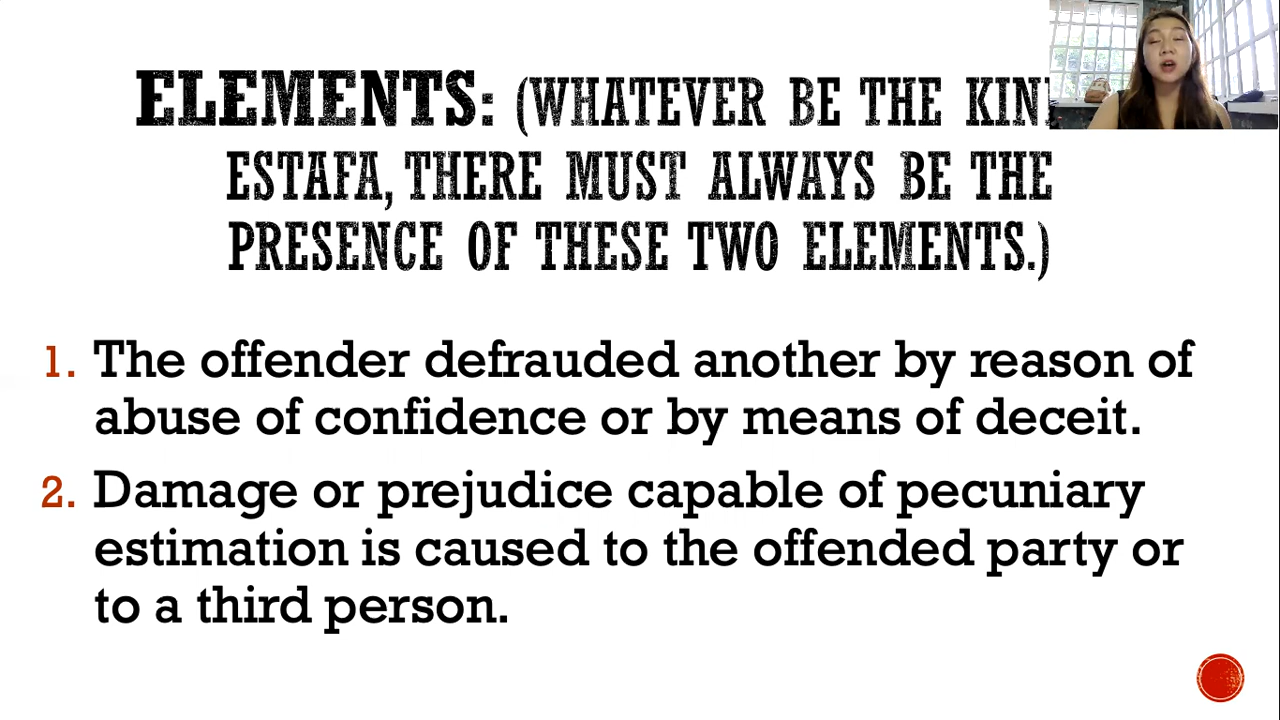 ELEMENTS: (WHATEVER BE THE
ESTAFA, THERE MUST ALWAYS BE THE
PRESENCE OF THESE TWO ELEMENTS.)
1. The offender defrauded another by reason of
abuse of confidence or by means of deceit.
2. Damage or prejudice capable of pecuniary
estimation is caused to the offended party or
to a third person.